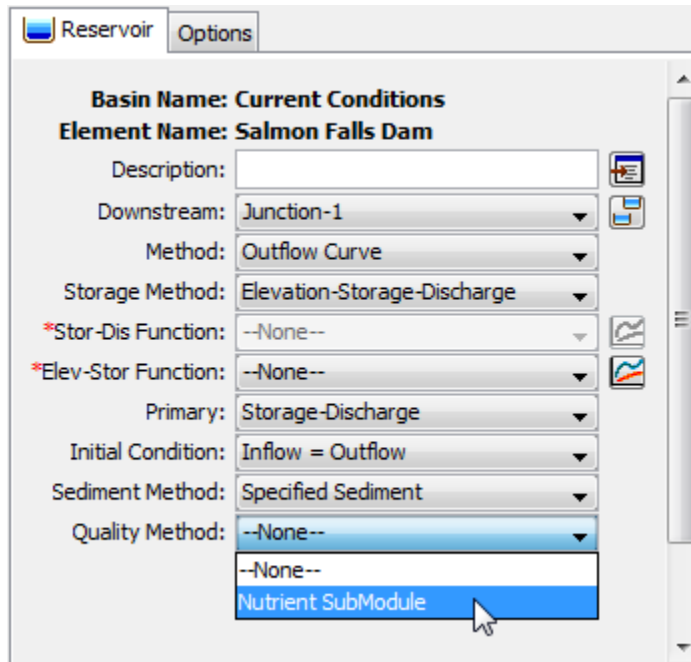 Reservoir Options
Basin Name: Current Conditions
Element Name: Salmon Falls Dam
Description:
Downstream: Junction-1
Method: Outflow Curve
Storage Method: Elevation-Storage-Discharge
*Stor-Dis Function: --None--
*Elev-Stor Function: --None--
Primary: Storage-Discharge
Initial Condition: Inflow = Outflow
Sediment Method: Specified Sediment
Quality Method: --None--
--None--
Nutrient SubModule